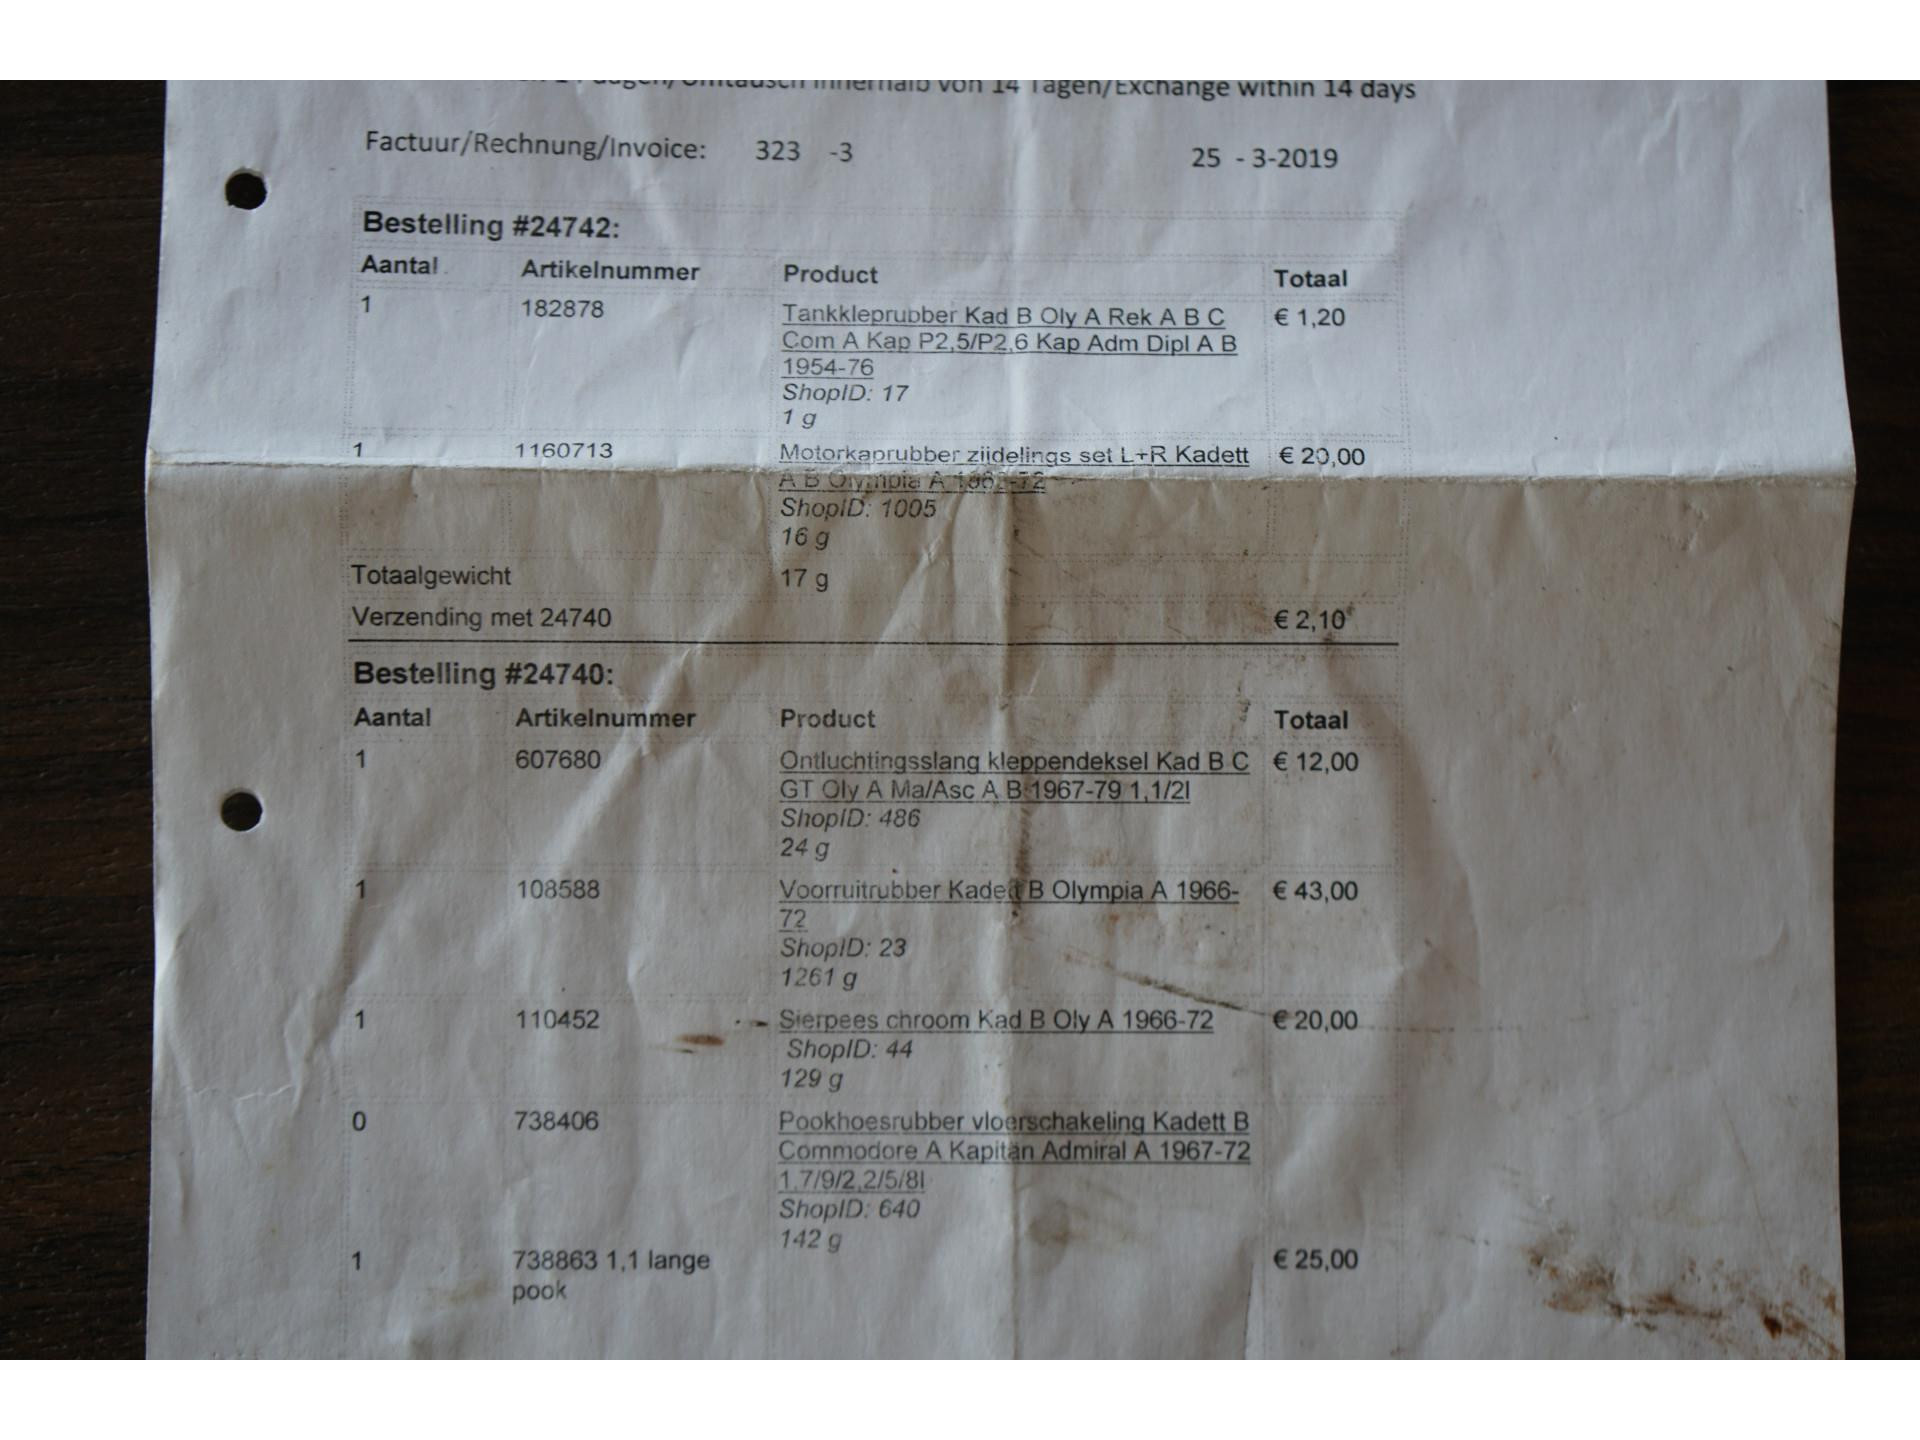 dagen/Umtausch innerhalb von 14 Tagen/Exchange within 14 days
Factuur/Rechnung/Invoice: 323 -3 25 - 3-2019
Bestelling #24742:
Aantal Artikelnummer Product Totaal
1 182878 Tankkleprubber Kad B Oly A Rek A B C € 1,20
Com A Kap P2,5/P2,6 Kap Adm Dipl A B
1954-76
ShopID: 17
1 g
1 1160713 Motorkaprubber zijdelings set L+R Kadett € 20,00
A B Olympia A 1962-72
ShopID: 1005
16 g
Totaalgewicht 17 g
Verzending met 24740 € 2,10
Bestelling #24740:
Aantal Artikelnummer Product Totaal
1 607680 Ontluchtingsslang kleppendeksel Kad B C € 12,00
GT Oly A Ma/Asc A B 1967-79 1,1/2l
ShopID: 486
24 g
1 108588 Voorruitrubber Kadett B Olympia A 1966- € 43,00
72
ShopID: 23
1261 g
1 110452 Sierpees chroom Kad B Oly A 1966-72 € 20,00
ShopID: 44
129 g
0 738406 Pookhoesrubber vloerschakeling Kadett B
Commodore A Kapitän Admiral A 1967-72
1,7/9/2,2/5/8l
ShopID: 640
142 g
1 738863 1,1 lange € 25,00
pook